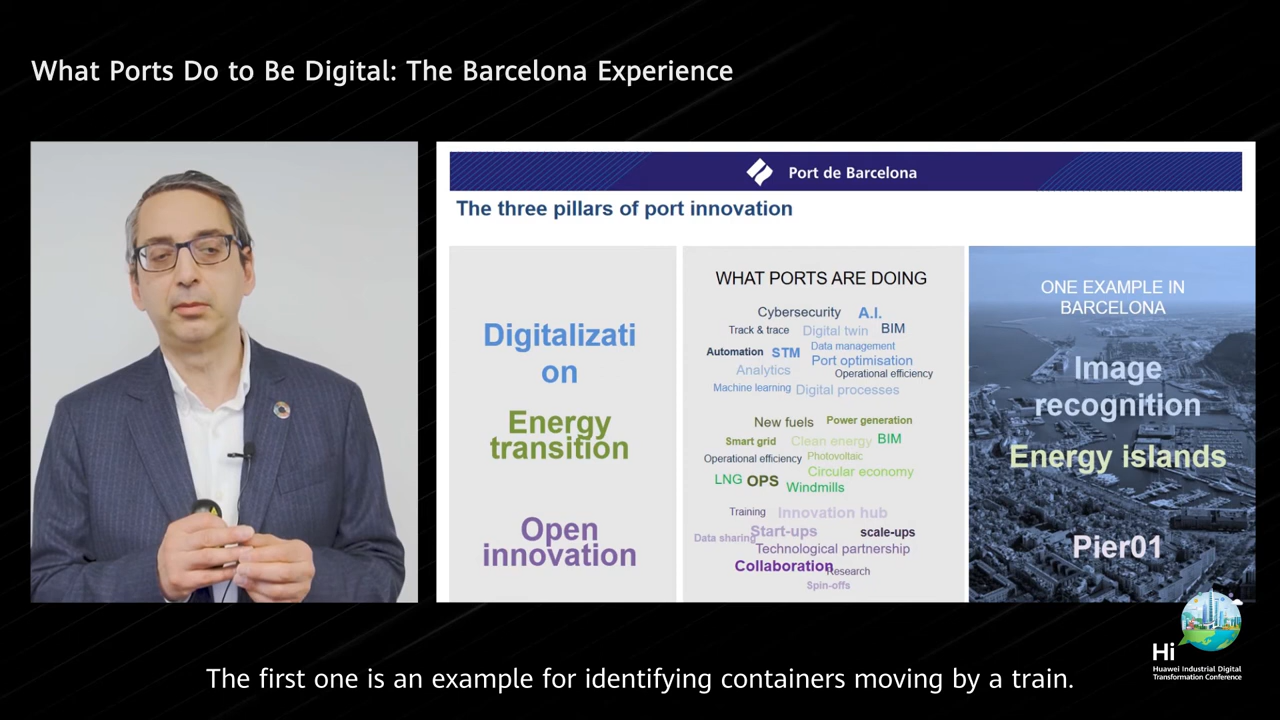 What Ports Do to Be Digital: The Barcelona Experience
Port de Barcelona
The three pillars of port innovation
Digitalizati
on
Energy
transition
Open
innovation
WHAT PORTS ARE DOING
Cybersecurity A.I.
Track & trace Digital twin BIM
Data management
Automation STM
Port optimisation
Analytics
Operational efficiency
Machine learning Digital processes
New fuels Power generation
Smart grid Clean energy BIM
Operational efficiency Photovoltaic
Circular economy
LNG OPS
Windmills
Training Innovation hub
Start-ups scale-ups
Data sharing
Technological partnership
Collaboration
Research
Spin-offs
ONE EXAMPLE IN
BARCELONA
Image
recognition
Energy islands
Pier01
Hi
Huawei Industrial Digital
Transformation Conference
The first one is an example for identifying containers moving by a train.